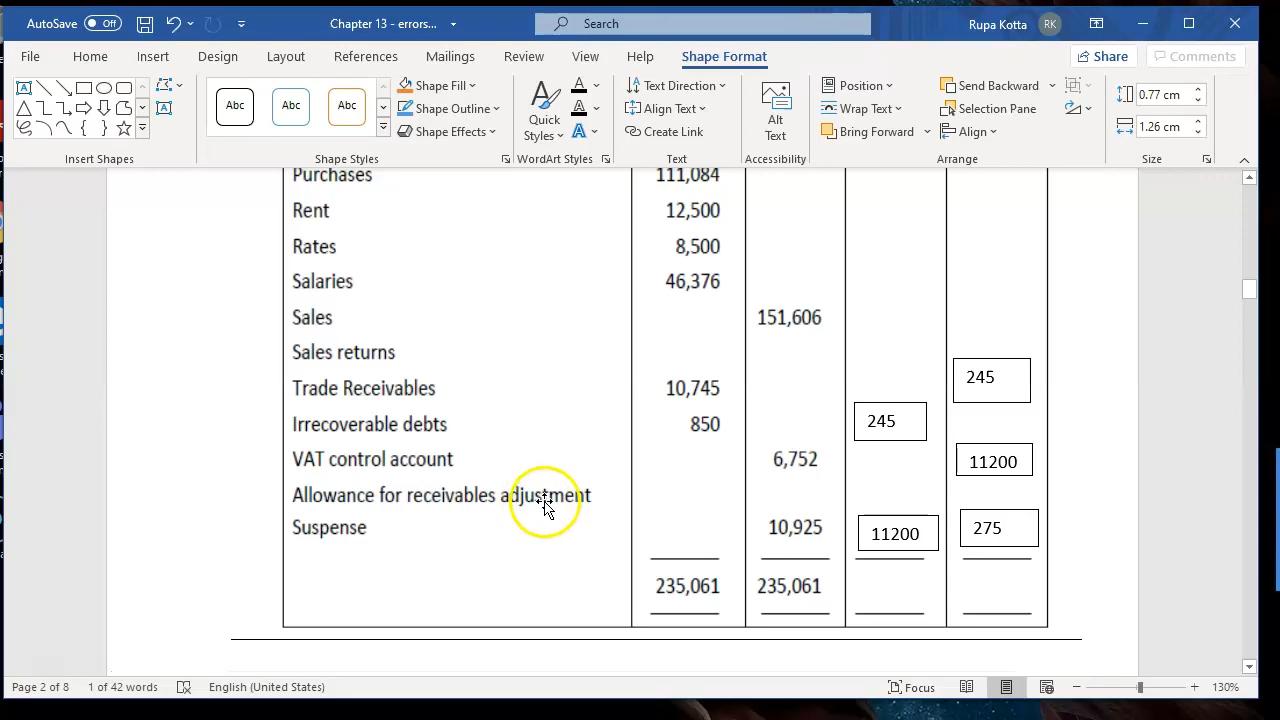 AutoSave Off Chapter 13 - errors... Search Rupa Kotta RK
File Home Insert Design Layout References Mailings Review View Help Shape Format Share Comments
Abc Abc Abc
Shape Fill
Shape Outline
Shape Effects
Quick
Styles
A A A
Text Direction
Align Text
Create Link
Alt
Text
Position
Wrap Text
Bring Forward
Send Backward
Selection Pane
Align
0.77 cm
1.26 cm
Insert Shapes Shape Styles WordArt Styles Text Accessibility Arrange Size
Purchases 111,084
Rent 12,500
Rates 8,500
Salaries 46,376
Sales 151,606
Sales returns
245
Trade Receivables 10,745
Irrecoverable debts 850 245
VAT control account 6,752 11200
Allowance for receivables adjustment
Suspense 10,925 11200 275
235,061 235,061
Page 2 of 8 1 of 42 words English (United States) Focus 130%